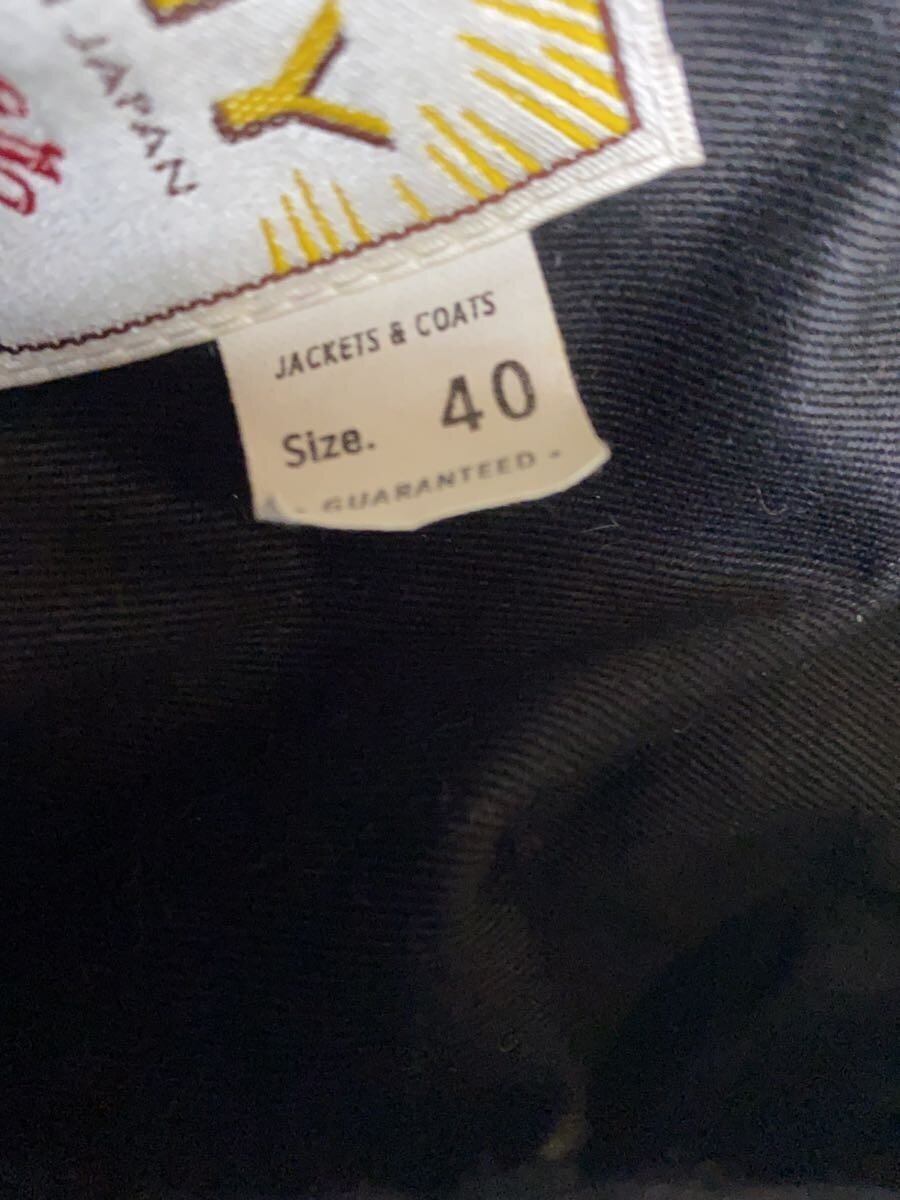 JAPAN
Y
JACKETS & COATS
Size. 40
- GUARANTEED -